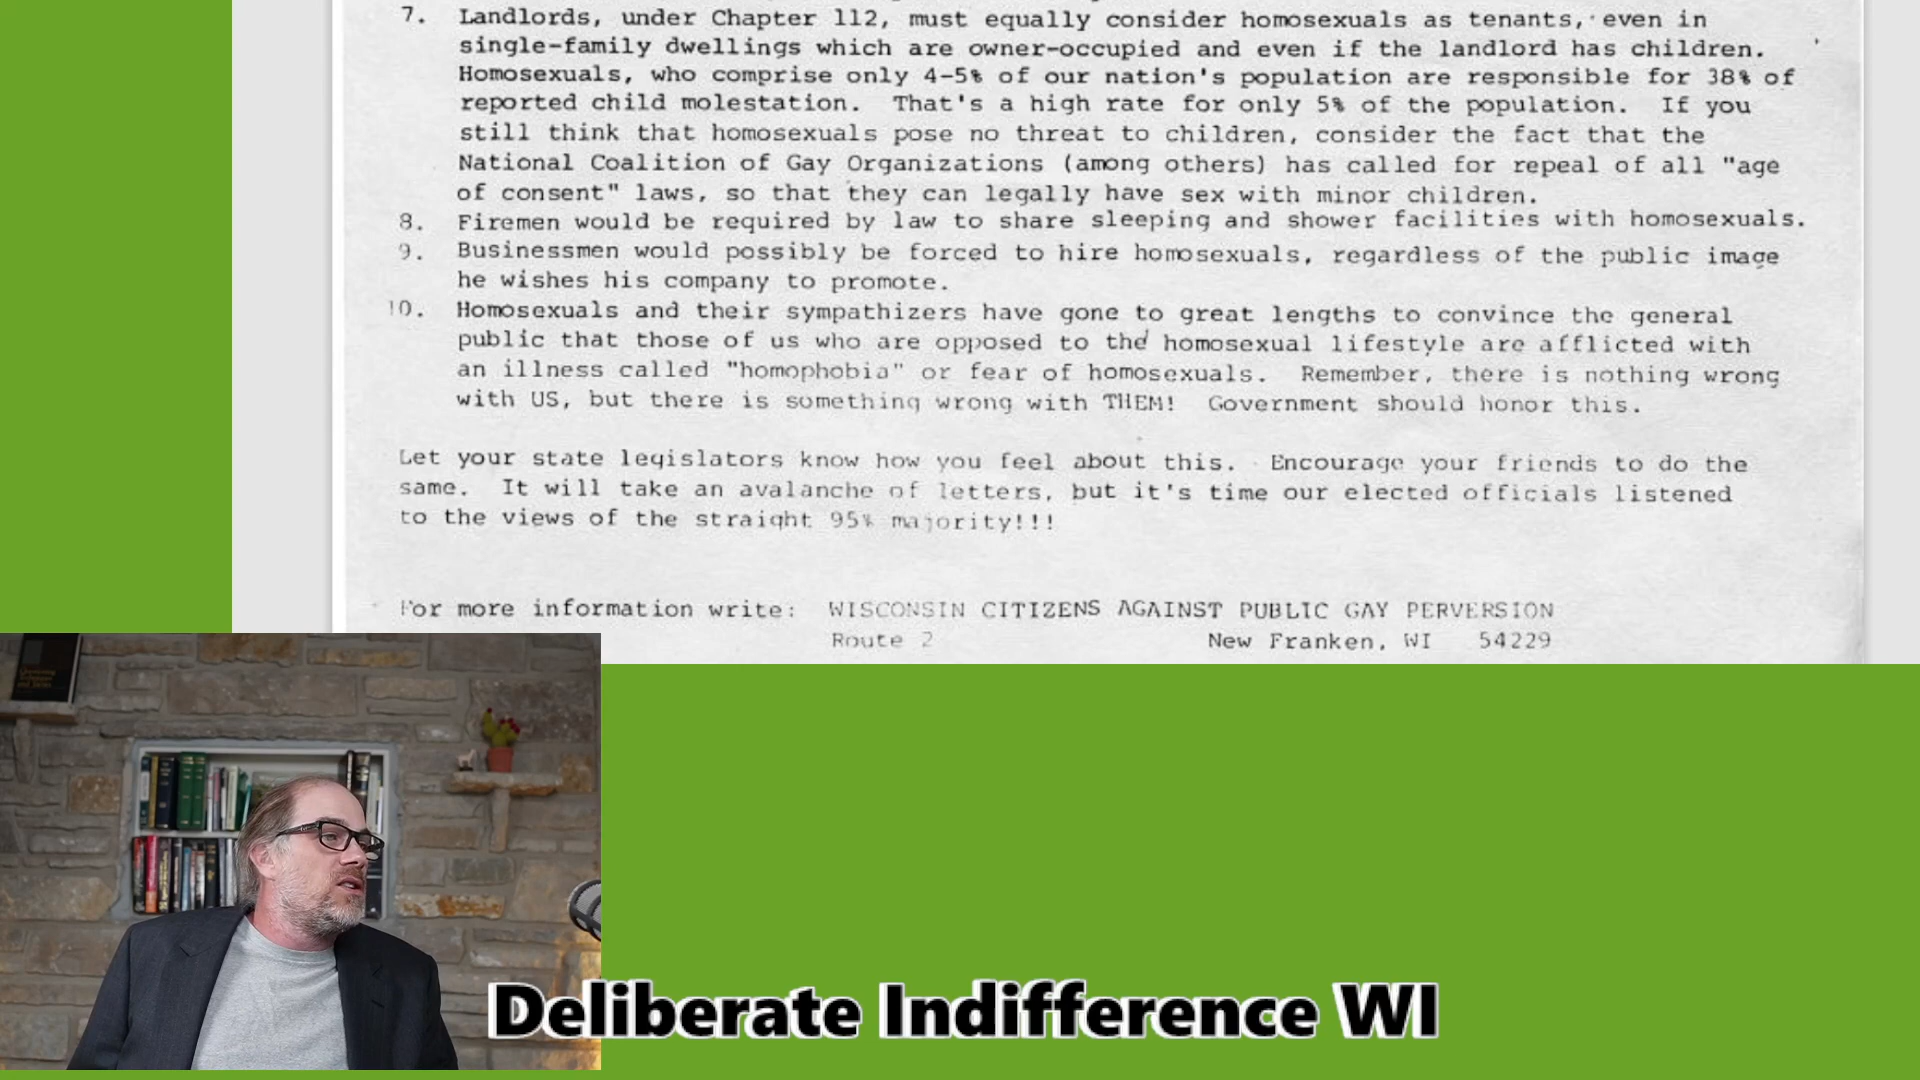 7. Landlords, under Chapter 112, must equally consider homosexuals as tenants, even in
single-family dwellings which are owner-occupied and even if the landlord has children.
Homosexuals, who comprise only 4-5% of our nation's population are responsible for 38% of
reported child molestation. That's a high rate for only 5% of the population. If you
still think that homosexuals pose no threat to children, consider the fact that the
National Coalition of Gay Organizations (among others) has called for repeal of all "age
of consent" laws, so that they can legally have sex with minor children.
8. Firemen would be required by law to share sleeping and shower facilities with homosexuals.
9. Businessmen would possibly be forced to hire homosexuals, regardless of the public image
he wishes his company to promote.
10. Homosexuals and their sympathizers have gone to great lengths to convince the general
public that those of us who are opposed to the homosexual lifestyle are afflicted with
an illness called "homophobia" or fear of homosexuals. Remember, there is nothing wrong
with US, but there is something wrong with THEM! Government should honor this.
Let your state legislators know how you feel about this. Encourage your friends to do the
same. It will take an avalanche of letters, but it's time our elected officials listened
to the views of the straight 95% majority!!!
For more information write: WISCONSIN CITIZENS AGAINST PUBLIC GAY PERVERSION
Route 2 New Franken, WI 54229
Deliberate Indifference WI